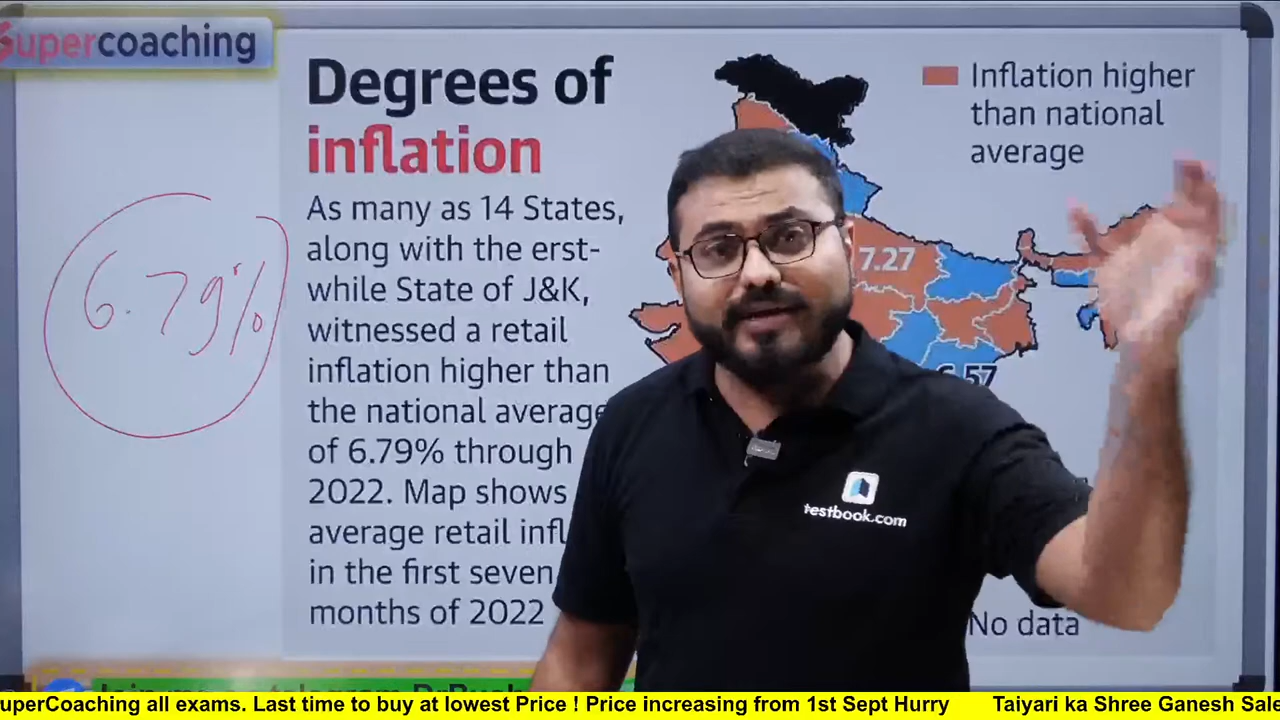 Supercoaching
Degrees of
inflation
As many as 14 States,
along with the erst-
while State of J&K,
witnessed a retail
inflation higher than
the national average
of 6.79% through
2022. Map shows
average retail infl
in the first seven
months of 2022
6.79%
Inflation higher
than national
average
7.27
6.57
No data
testbook.com
uperCoaching all exams. Last time to buy at lowest Price ! Price increasing from 1st Sept Hurry Taiyari ka Shree Ganesh Sale